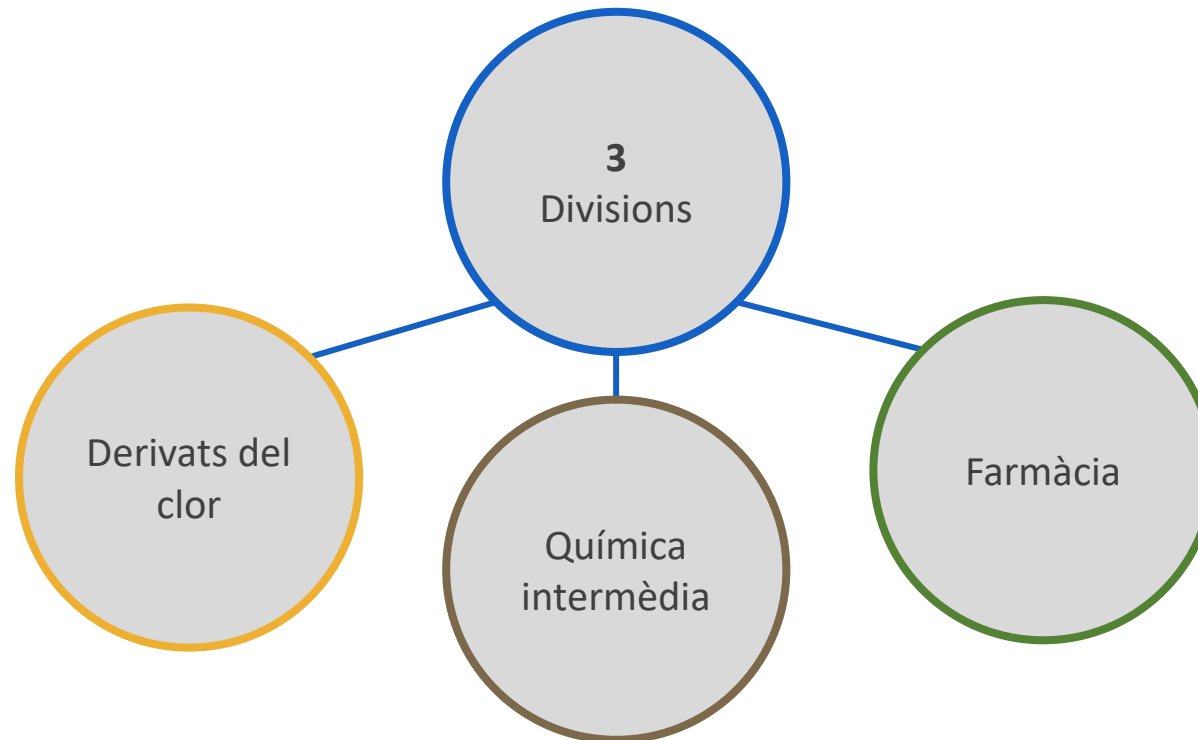 3
Divisions
Derivats del
clor
Química
intermèdia
Farmàcia